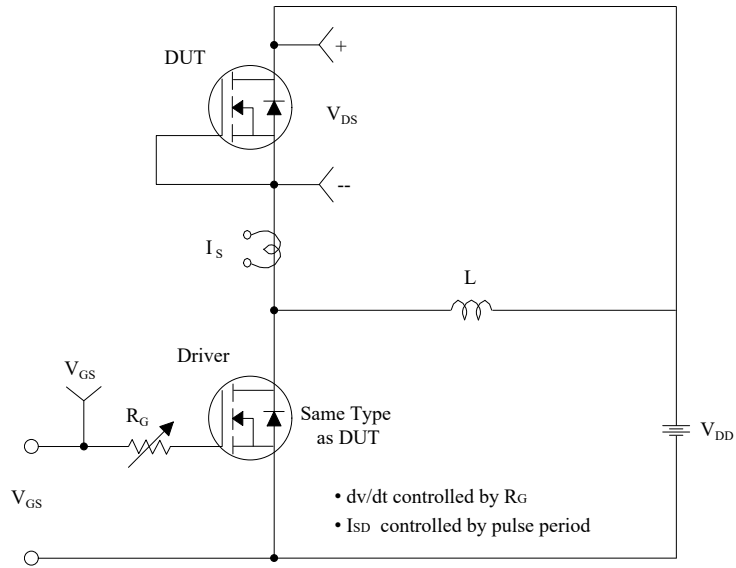 +
DUT
VDS
--
I S
L
Driver
VGS
RG
Same Type
as DUT
VDD
VGS
• dv/dt controlled by RG
• ISD controlled by pulse period